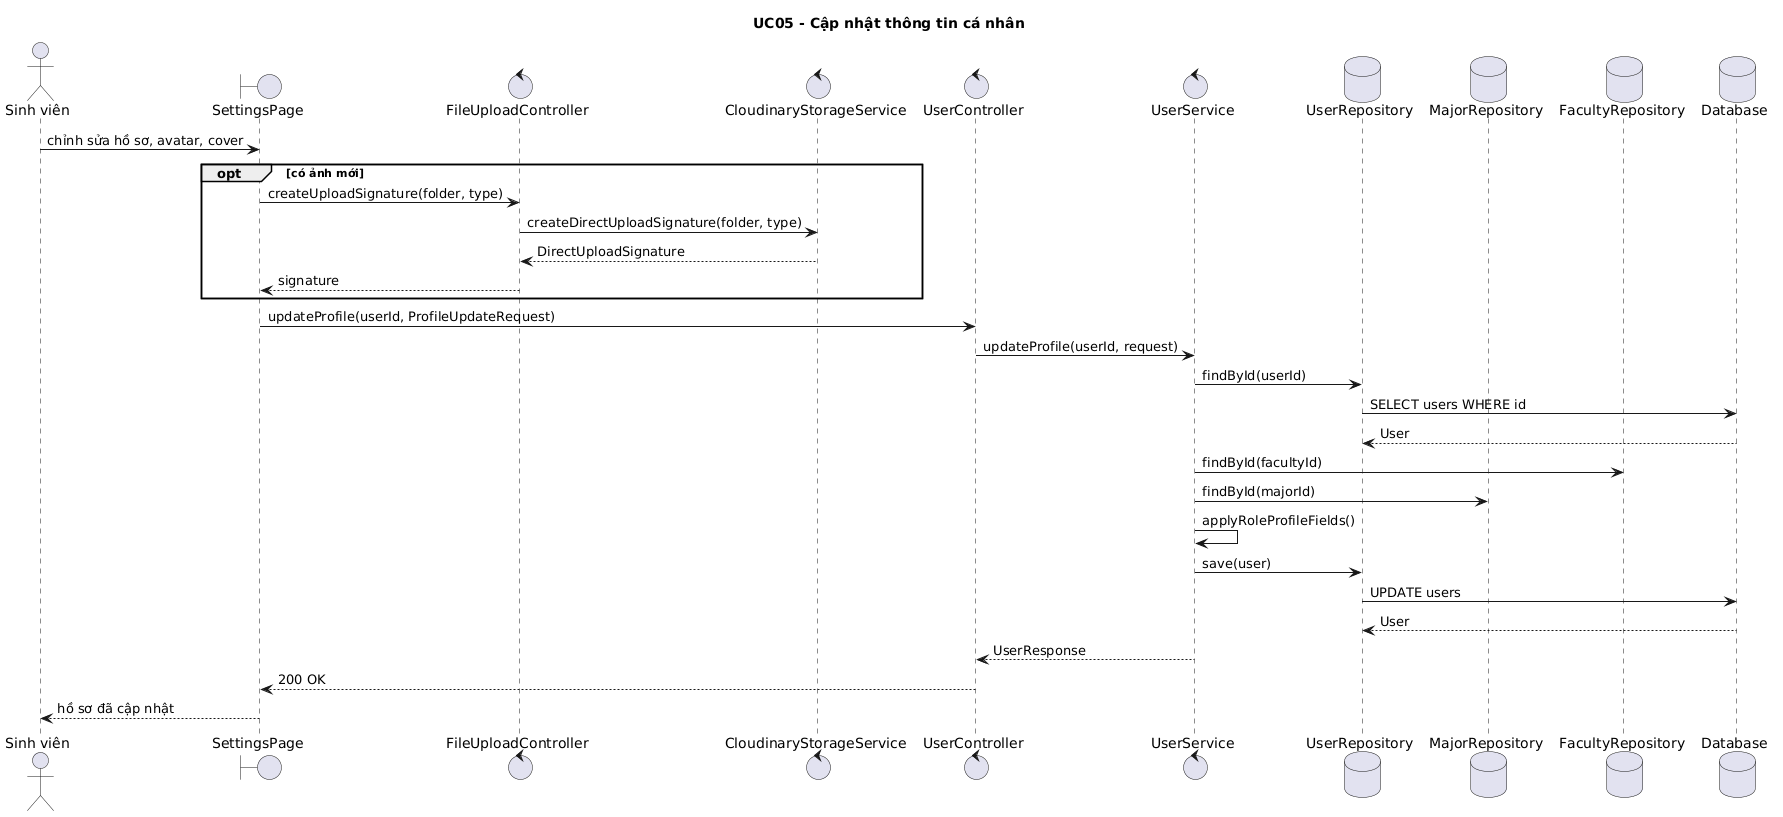 UC05 - Cập nhật thông tin cá nhân
Sinh viên SettingsPage FileUploadController CloudinaryStorageService UserController UserService UserRepository MajorRepository FacultyRepository Database
chỉnh sửa hồ sơ, avatar, cover
opt [có ảnh mới]
createUploadSignature(folder, type)
createDirectUploadSignature(folder, type)
DirectUploadSignature
signature
updateProfile(userId, ProfileUpdateRequest)
updateProfile(userId, request)
findById(userId)
SELECT users WHERE id
User
findById(facultyId)
findById(majorId)
applyRoleProfileFields()
save(user)
UPDATE users
User
UserResponse
200 OK
hồ sơ đã cập nhật
Sinh viên SettingsPage FileUploadController CloudinaryStorageService UserController UserService UserRepository MajorRepository FacultyRepository Database